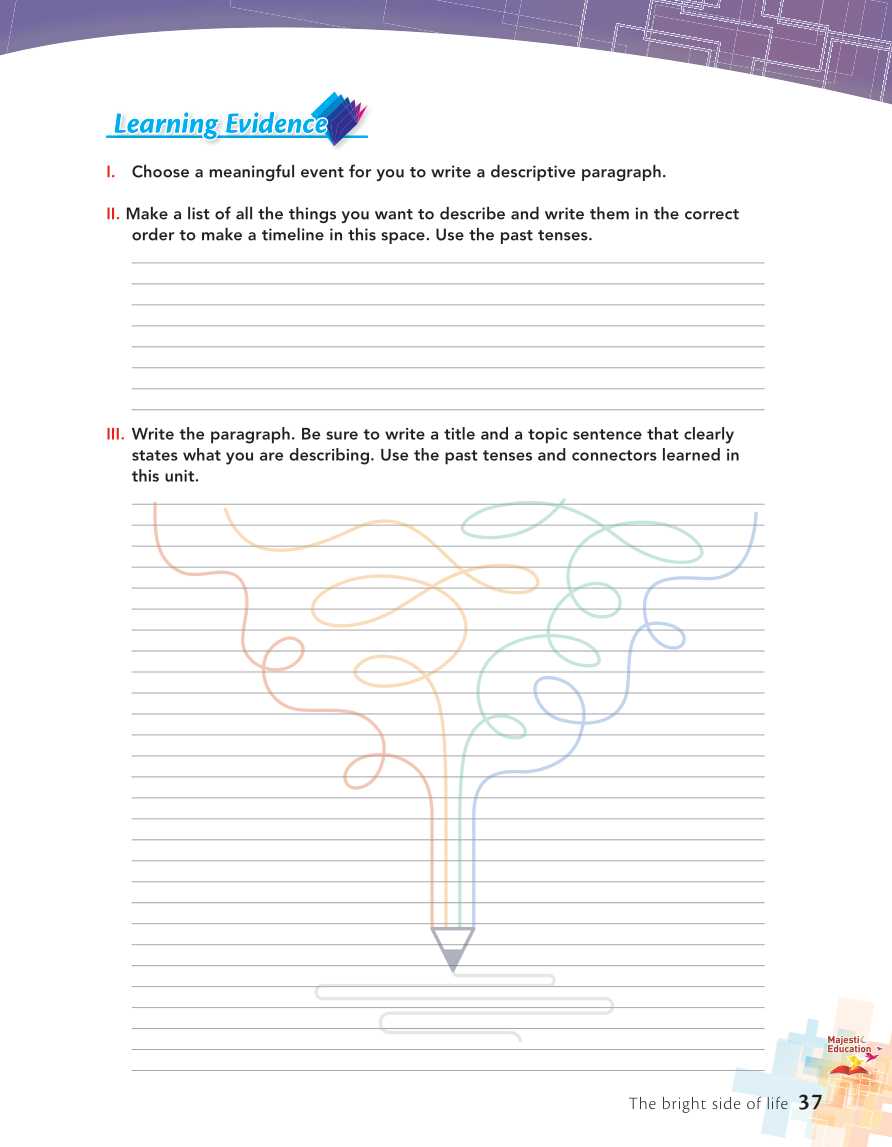 Learning Evidence
I. Choose a meaningful event for you to write a descriptive paragraph.
II. Make a list of all the things you want to describe and write them in the correct
order to make a timeline in this space. Use the past tenses.
III. Write the paragraph. Be sure to write a title and a topic sentence that clearly
states what you are describing. Use the past tenses and connectors learned in
this unit.
Majestic
Education
The bright side of life 37